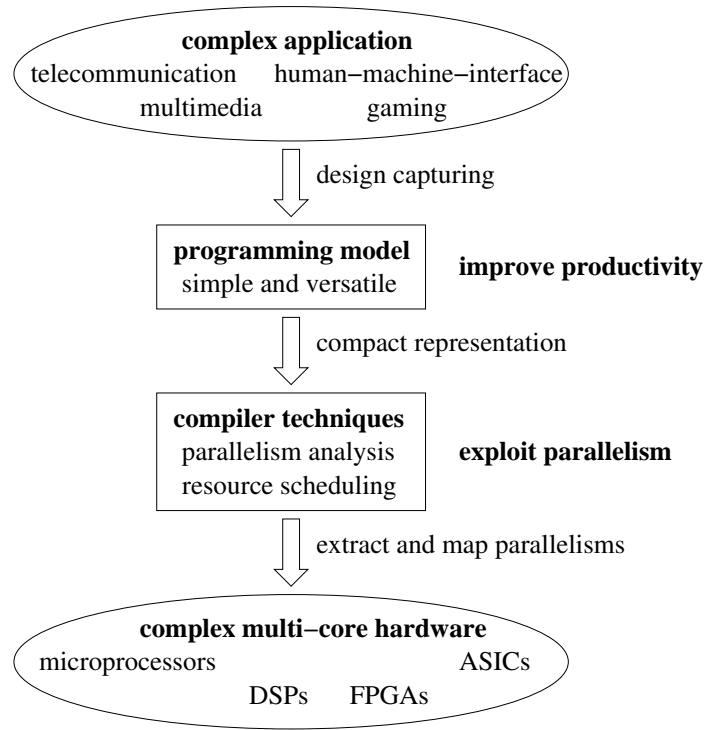 complex application
telecommunication human−machine−interface
multimedia gaming
design capturing
programming model
simple and versatile
improve productivity
compact representation
compiler techniques
parallelism analysis
resource scheduling
exploit parallelism
extract and map parallelisms
complex multi−core hardware
microprocessors ASICs
DSPs FPGAs